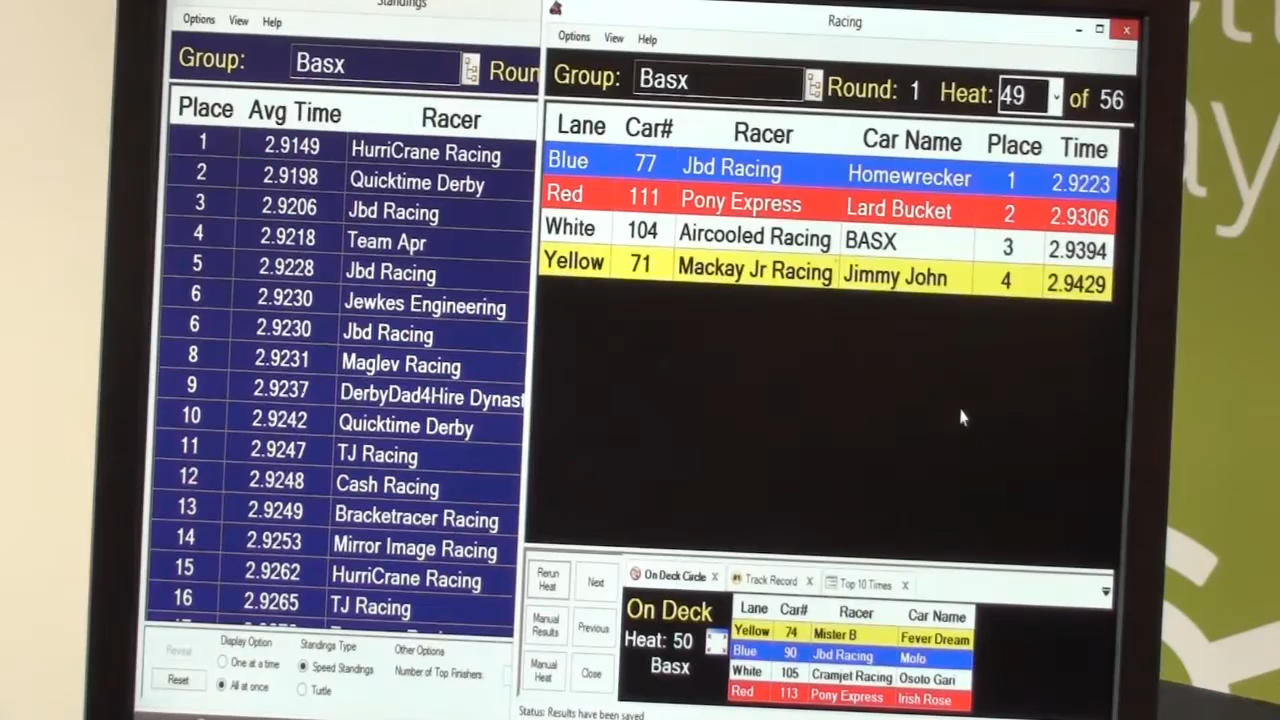 Standings
Options View Help
Group: Basx Roun
Place Avg Time Racer
1 2.9149 HurriCrane Racing
2 2.9198 Quicktime Derby
3 2.9206 Jbd Racing
4 2.9218 Team Apr
5 2.9228 Jbd Racing
6 2.9230 Jewkes Engineering
6 2.9230 Jbd Racing
8 2.9231 Maglev Racing
9 2.9237 DerbyDad4Hire Dynast
10 2.9242 Quicktime Derby
11 2.9247 TJ Racing
12 2.9248 Cash Racing
13 2.9249 Bracketracer Racing
14 2.9253 Mirror Image Racing
15 2.9262 HurriCrane Racing
16 2.9265 TJ Racing
Reveal
Reset
Display Option
One at a time
All at once
Standings Type
Speed Standings
Turtle
Other Options
Number of Top Finishers:
Racing
Options View Help
Group: Basx Round: 1 Heat: 49 of 56
Lane Car# Racer Car Name Place Time
Blue 77 Jbd Racing Homewrecker 1 2.9223
Red 111 Pony Express Lard Bucket 2 2.9306
White 104 Aircooled Racing BASX 3 2.9394
Yellow 71 Mackay Jr Racing Jimmy John 4 2.9429
Rerun Heat Next
Manual Results Previous
Manual Heat Close
On Deck Circle x Track Record x Top 10 Times x
On Deck
Heat: 50
Basx
Lane Car# Racer Car Name
Yellow 74 Mister B Fever Dream
Blue 90 Jbd Racing Mofo
White 105 Cramjet Racing Osoto Gari
Red 113 Pony Express Irish Rose
Status: Results have been saved